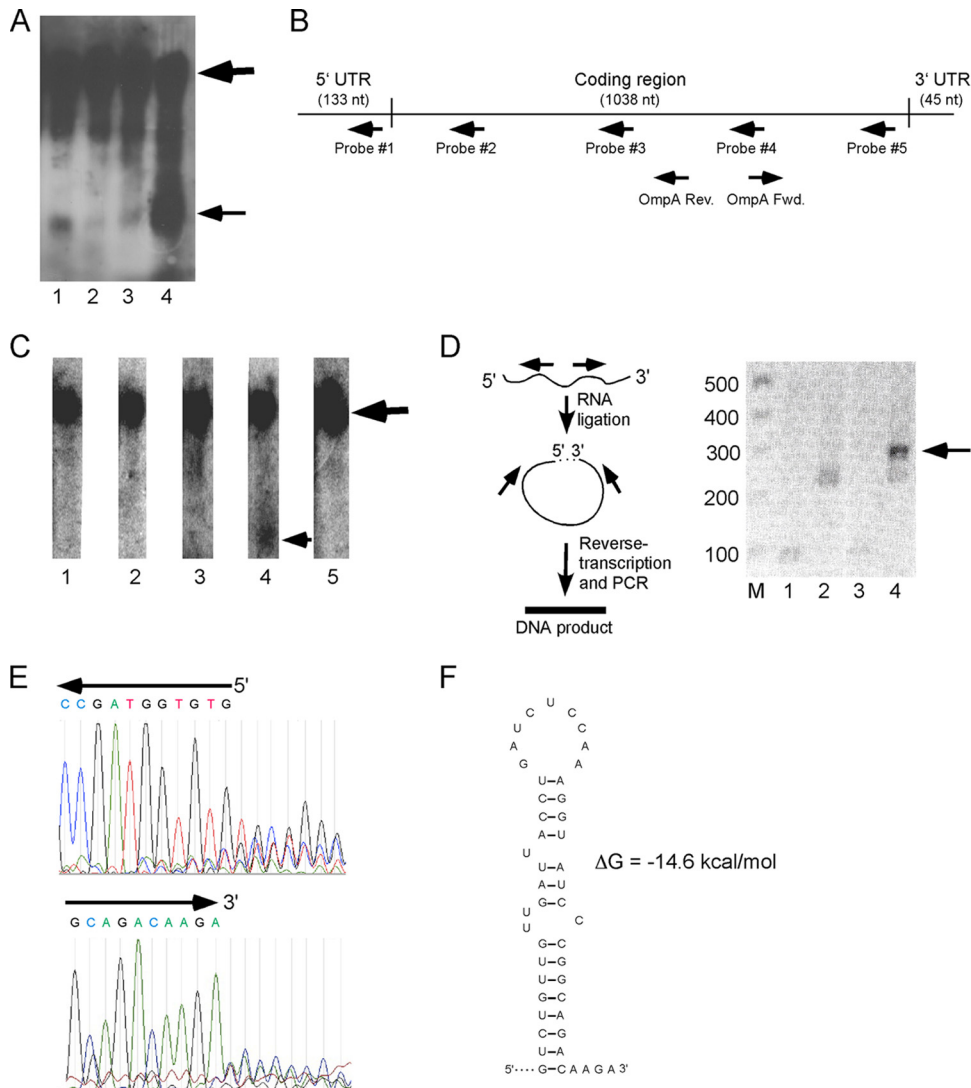 A
1 2 3 4
B
5' UTR
(133 nt)
Coding region
(1038 nt)
3' UTR
(45 nt)
Probe #1
Probe #2
Probe #3
Probe #4
Probe #5
OmpA Rev.
OmpA Fwd.
C
1 2 3 4 5
D
5'
3'
RNA
ligation
5' 3'
Reverse-
transcription
and PCR
DNA product
500
400
300
200
100
M 1 2 3 4
E
5'
C C G A T G G T G T G
3'
G C A G A C A A G A
F
U
C C
U C
A A
G A
U–A
C–G
C–G
A–U
U
U–A
A–U
G–C
U C
U
G–C
U–G
U–G
G–C
U–A
C–G
U–A
5'····G–C A A G A 3'
ΔG = -14.6 kcal/mol